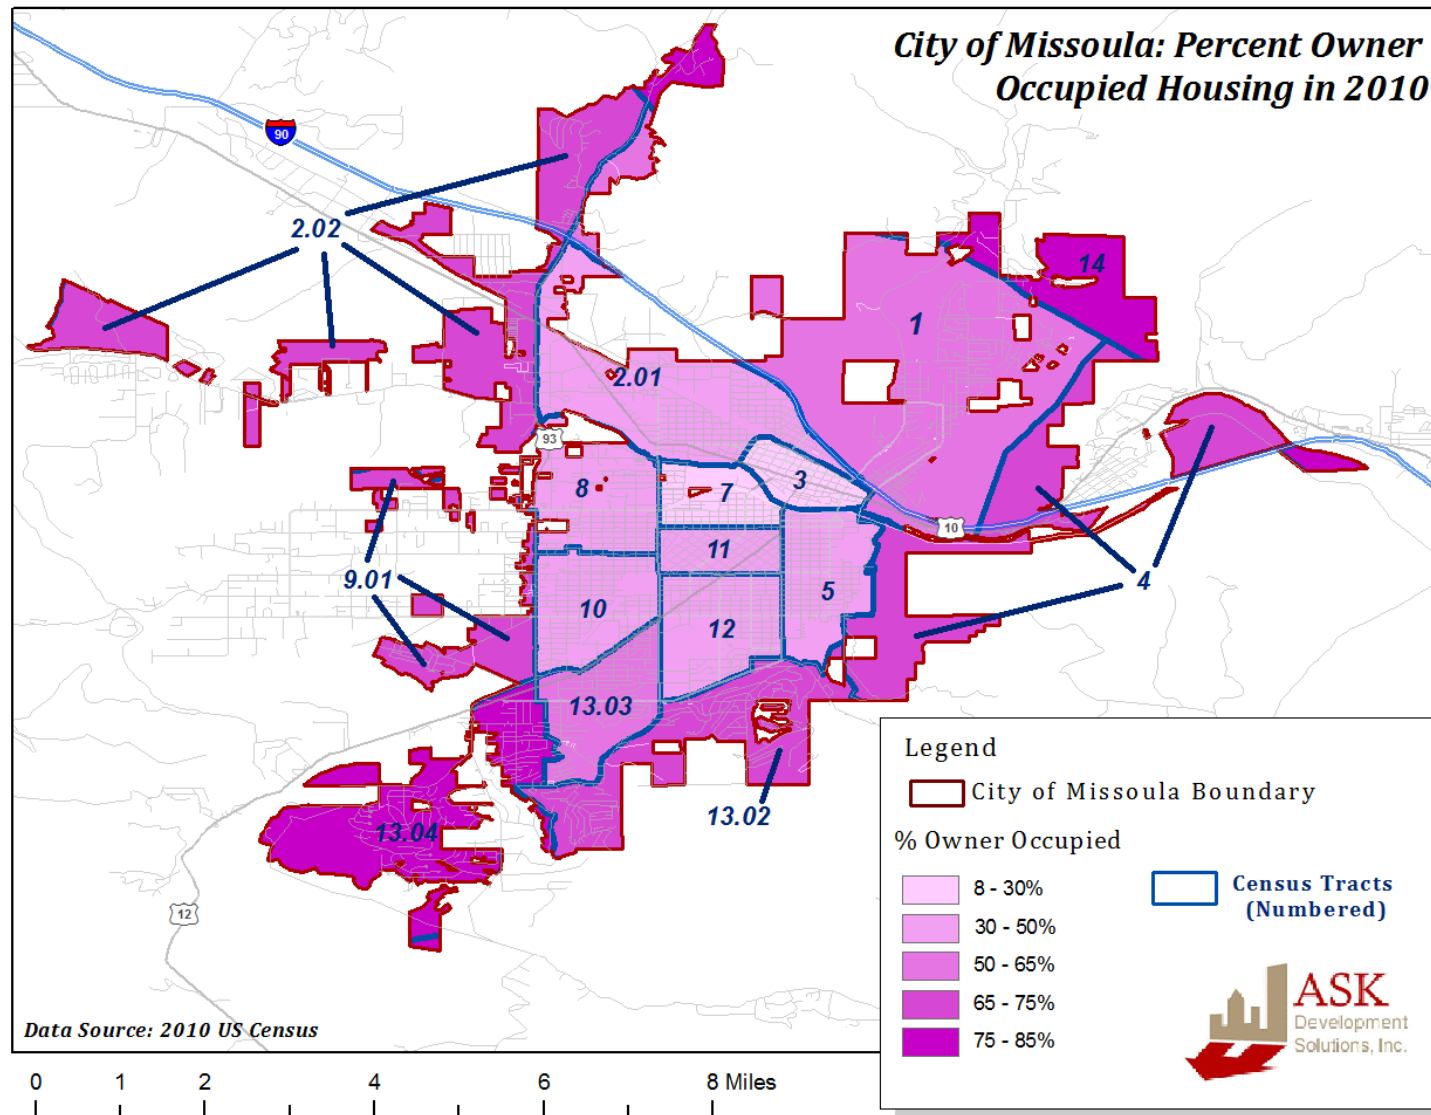 City of Missoula: Percent Owner
Occupied Housing in 2010
90
14
2.02
1
2.01
93
3
8
7
10
11
9.01
4
10
5
12
13.03
13.02
13.04
12
Legend
City of Missoula Boundary
% Owner Occupied
8 - 30%
30 - 50%
50 - 65%
65 - 75%
75 - 85%
Census Tracts
(Numbered)
ASK
Development
Solutions, Inc.
Data Source: 2010 US Census
0 1 2 4 6 8 Miles